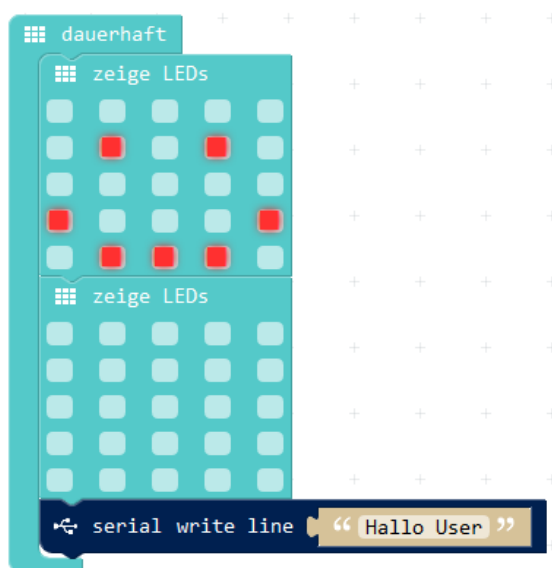 dauerhaft
zeige LEDs
zeige LEDs
serial write line “ Hallo User ”